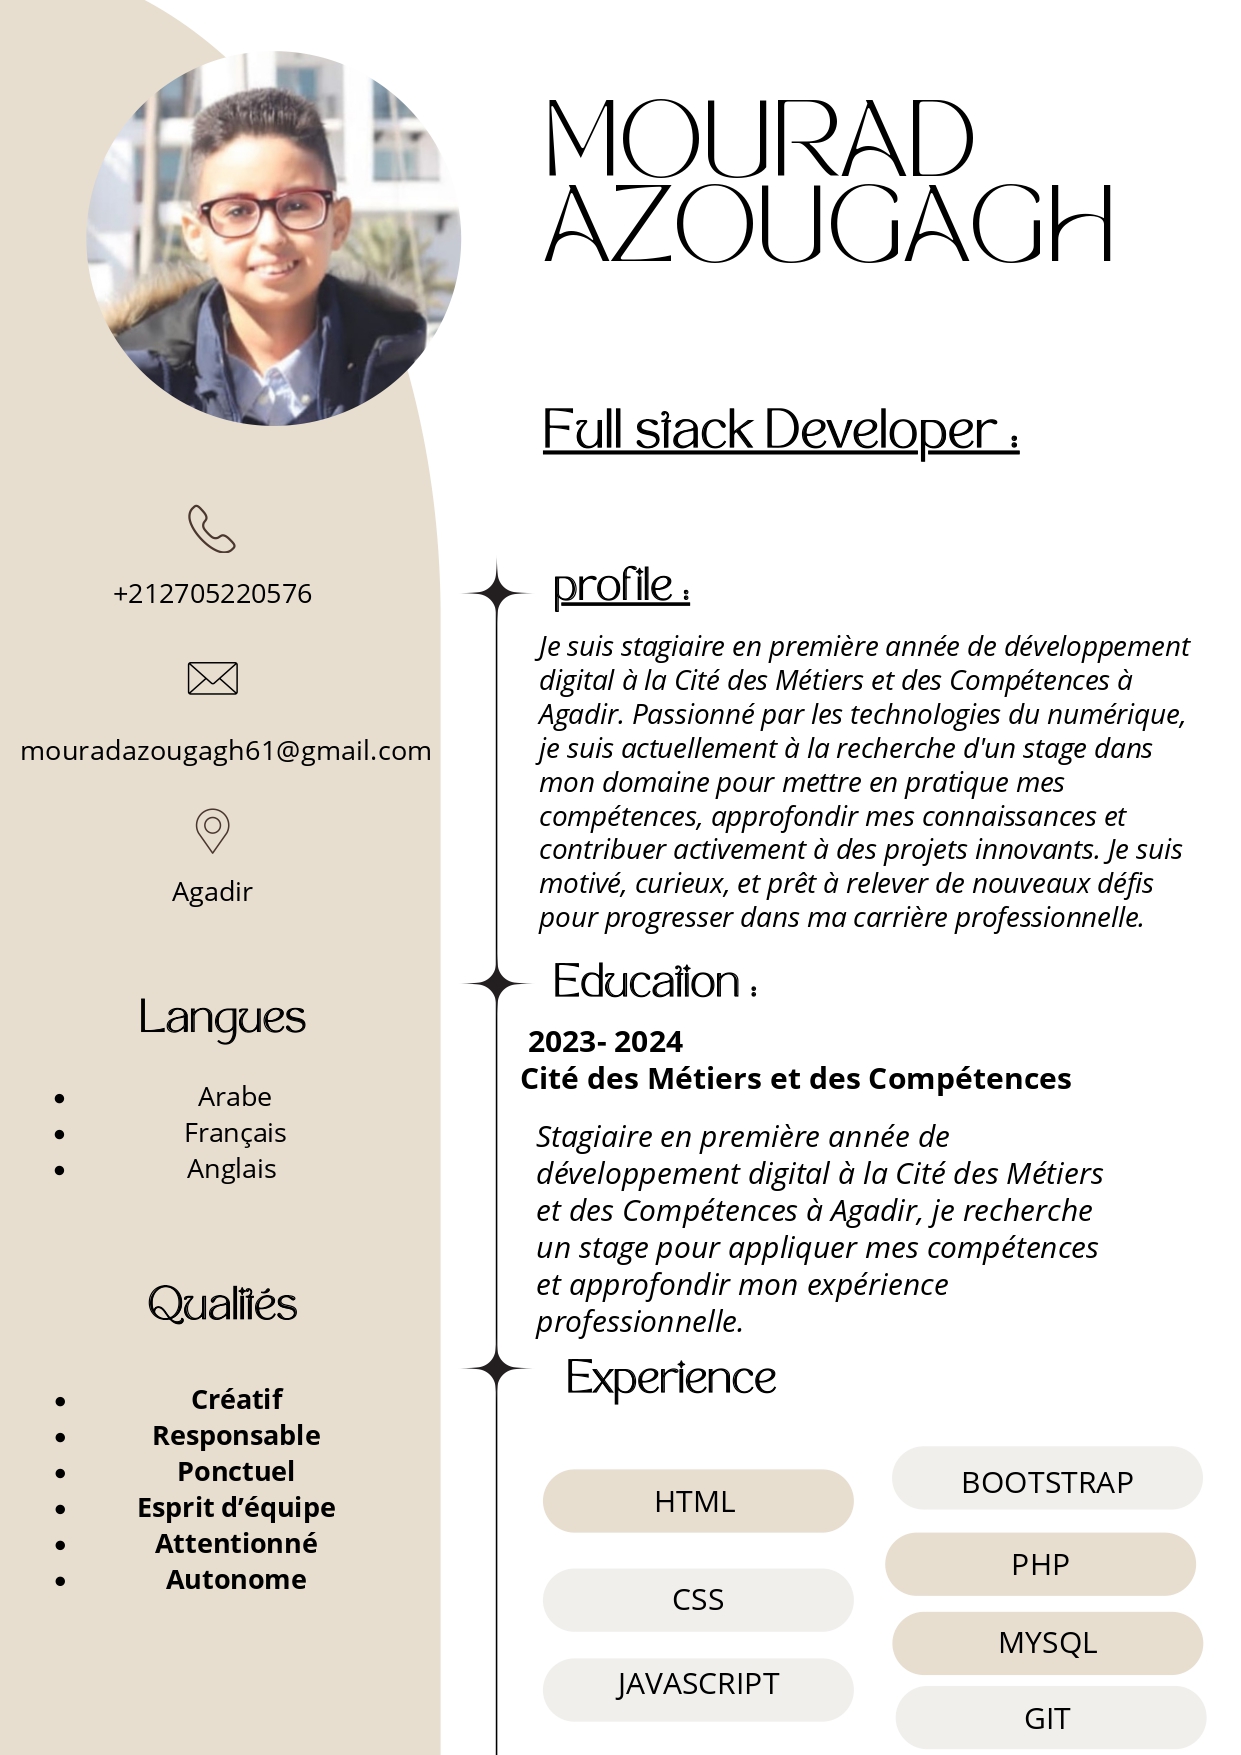 MOURAD
AZOUGAGH
Full stack Developer :
+212705220576
mouradazougagh61@gmail.com
Agadir
Langues
Arabe
Français
Anglais
Qualités
Créatif
Responsable
Ponctuel
Esprit d’équipe
Attentionné
Autonome
profile :
Je suis stagiaire en première année de développement
digital à la Cité des Métiers et des Compétences à
Agadir. Passionné par les technologies du numérique,
je suis actuellement à la recherche d'un stage dans
mon domaine pour mettre en pratique mes
compétences, approfondir mes connaissances et
contribuer activement à des projets innovants. Je suis
motivé, curieux, et prêt à relever de nouveaux défis
pour progresser dans ma carrière professionnelle.
Education :
2023- 2024
Cité des Métiers et des Compétences
Stagiaire en première année de
développement digital à la Cité des Métiers
et des Compétences à Agadir, je recherche
un stage pour appliquer mes compétences
et approfondir mon expérience
professionnelle.
Experience
HTML
CSS
JAVASCRIPT
BOOTSTRAP
PHP
MYSQL
GIT